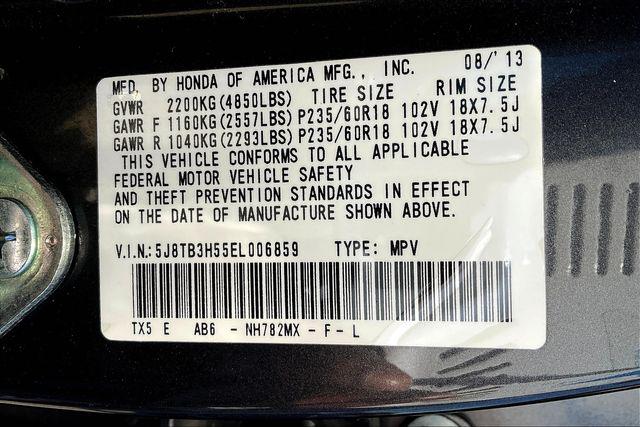 MFD. BY HONDA OF AMERICA MFG., INC. 08/'13
GVWR 2200KG(4850LBS) TIRE SIZE RIM SIZE
GAWR F 1160KG(2557LBS) P235/60R18 102V 18X7.5J
GAWR R 1040KG(2293LBS) P235/60R18 102V 18X7.5J
THIS VEHICLE CONFORMS TO ALL APPLICABLE
FEDERAL MOTOR VEHICLE SAFETY
AND THEFT PREVENTION STANDARDS IN EFFECT
ON THE DATE OF MANUFACTURE SHOWN ABOVE.
V.I.N.:5J8TB3H55EL006859 TYPE: MPV
TX5 E AB6 - NH782MX - F - L